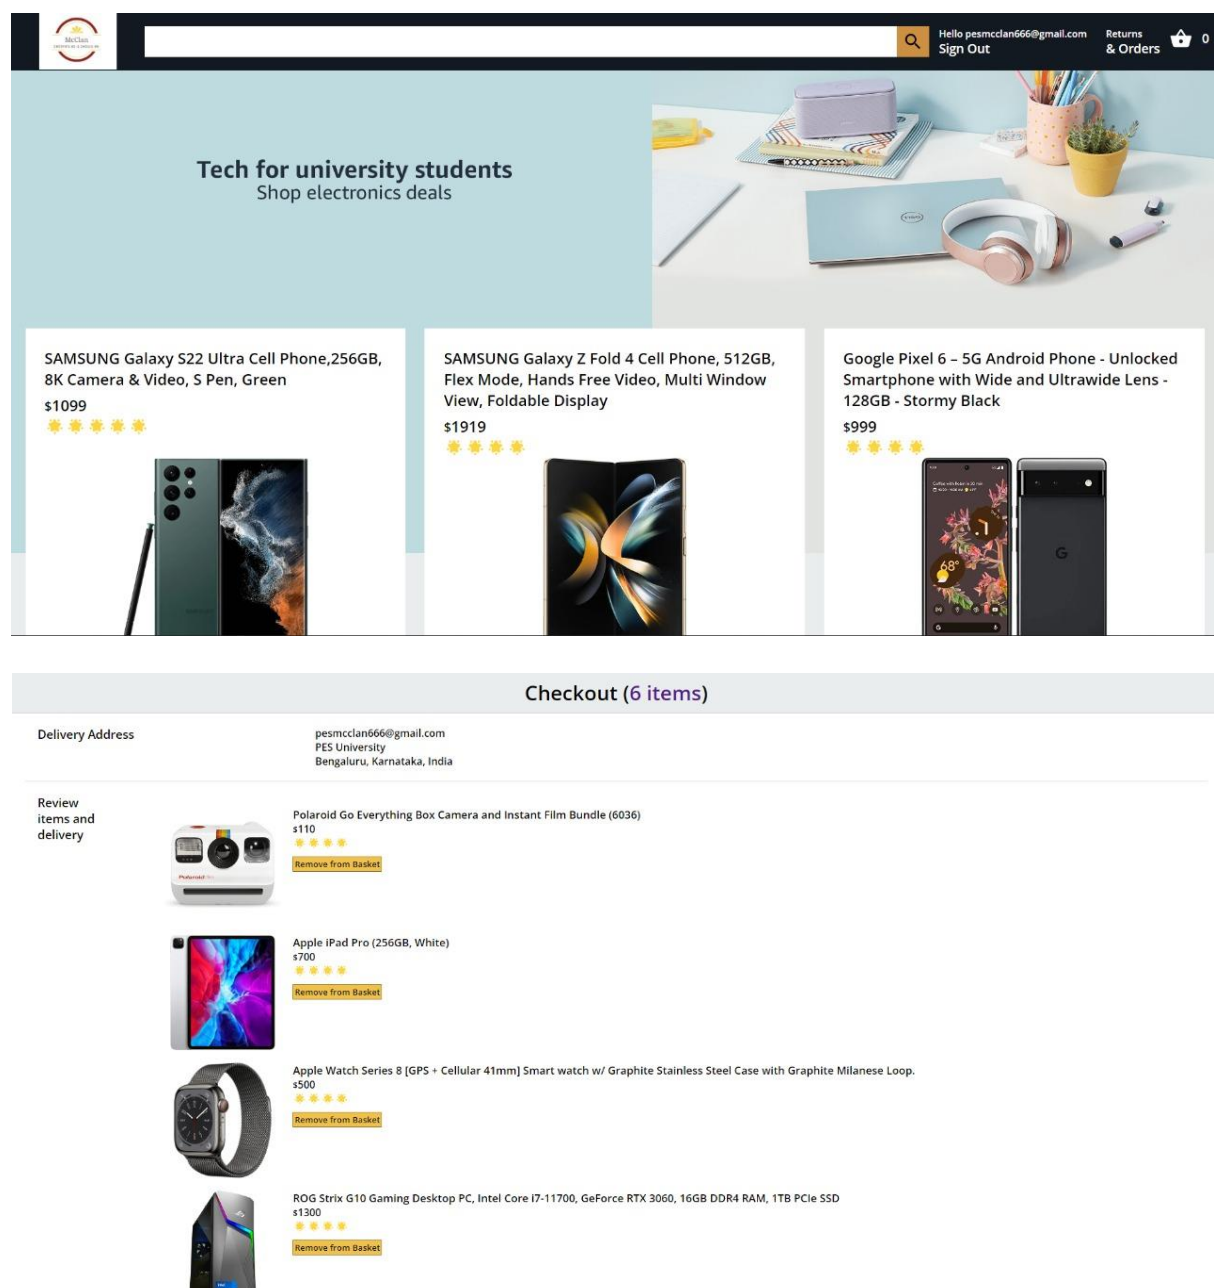 McClan
Hello pesmcclan666@gmail.com
Sign Out
Returns
& Orders
0
Tech for university students
Shop electronics deals
SAMSUNG Galaxy S22 Ultra Cell Phone,256GB,
8K Camera & Video, S Pen, Green
$1099
SAMSUNG Galaxy Z Fold 4 Cell Phone, 512GB,
Flex Mode, Hands Free Video, Multi Window
View, Foldable Display
$1919
Google Pixel 6 – 5G Android Phone - Unlocked
Smartphone with Wide and Ultrawide Lens -
128GB - Stormy Black
$999
68°
G
Checkout (6 items)
Delivery Address
pesmcclan666@gmail.com
PES University
Bengaluru, Karnataka, India
Review
items and
delivery
Polaroid Go Everything Box Camera and Instant Film Bundle (6036)
$110
Remove from Basket
Polaroid
Apple iPad Pro (256GB, White)
$700
Remove from Basket
Apple Watch Series 8 [GPS + Cellular 41mm] Smart watch w/ Graphite Stainless Steel Case with Graphite Milanese Loop.
$500
Remove from Basket
ROG Strix G10 Gaming Desktop PC, Intel Core i7-11700, GeForce RTX 3060, 16GB DDR4 RAM, 1TB PCIe SSD
$1300
Remove from Basket